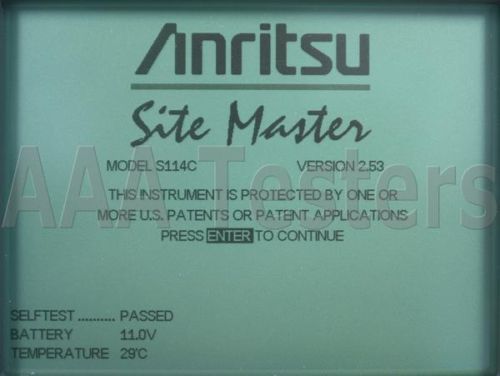 Anritsu
Site Master
MODEL S114C VERSION 2.53
AAA Testers
THIS INSTRUMENT IS PROTECTED BY ONE OR
MORE U.S. PATENTS OR PATENT APPLICATIONS
PRESS ENTER TO CONTINUE
SELFTEST .......... PASSED
BATTERY 11.0V
TEMPERATURE 29°C